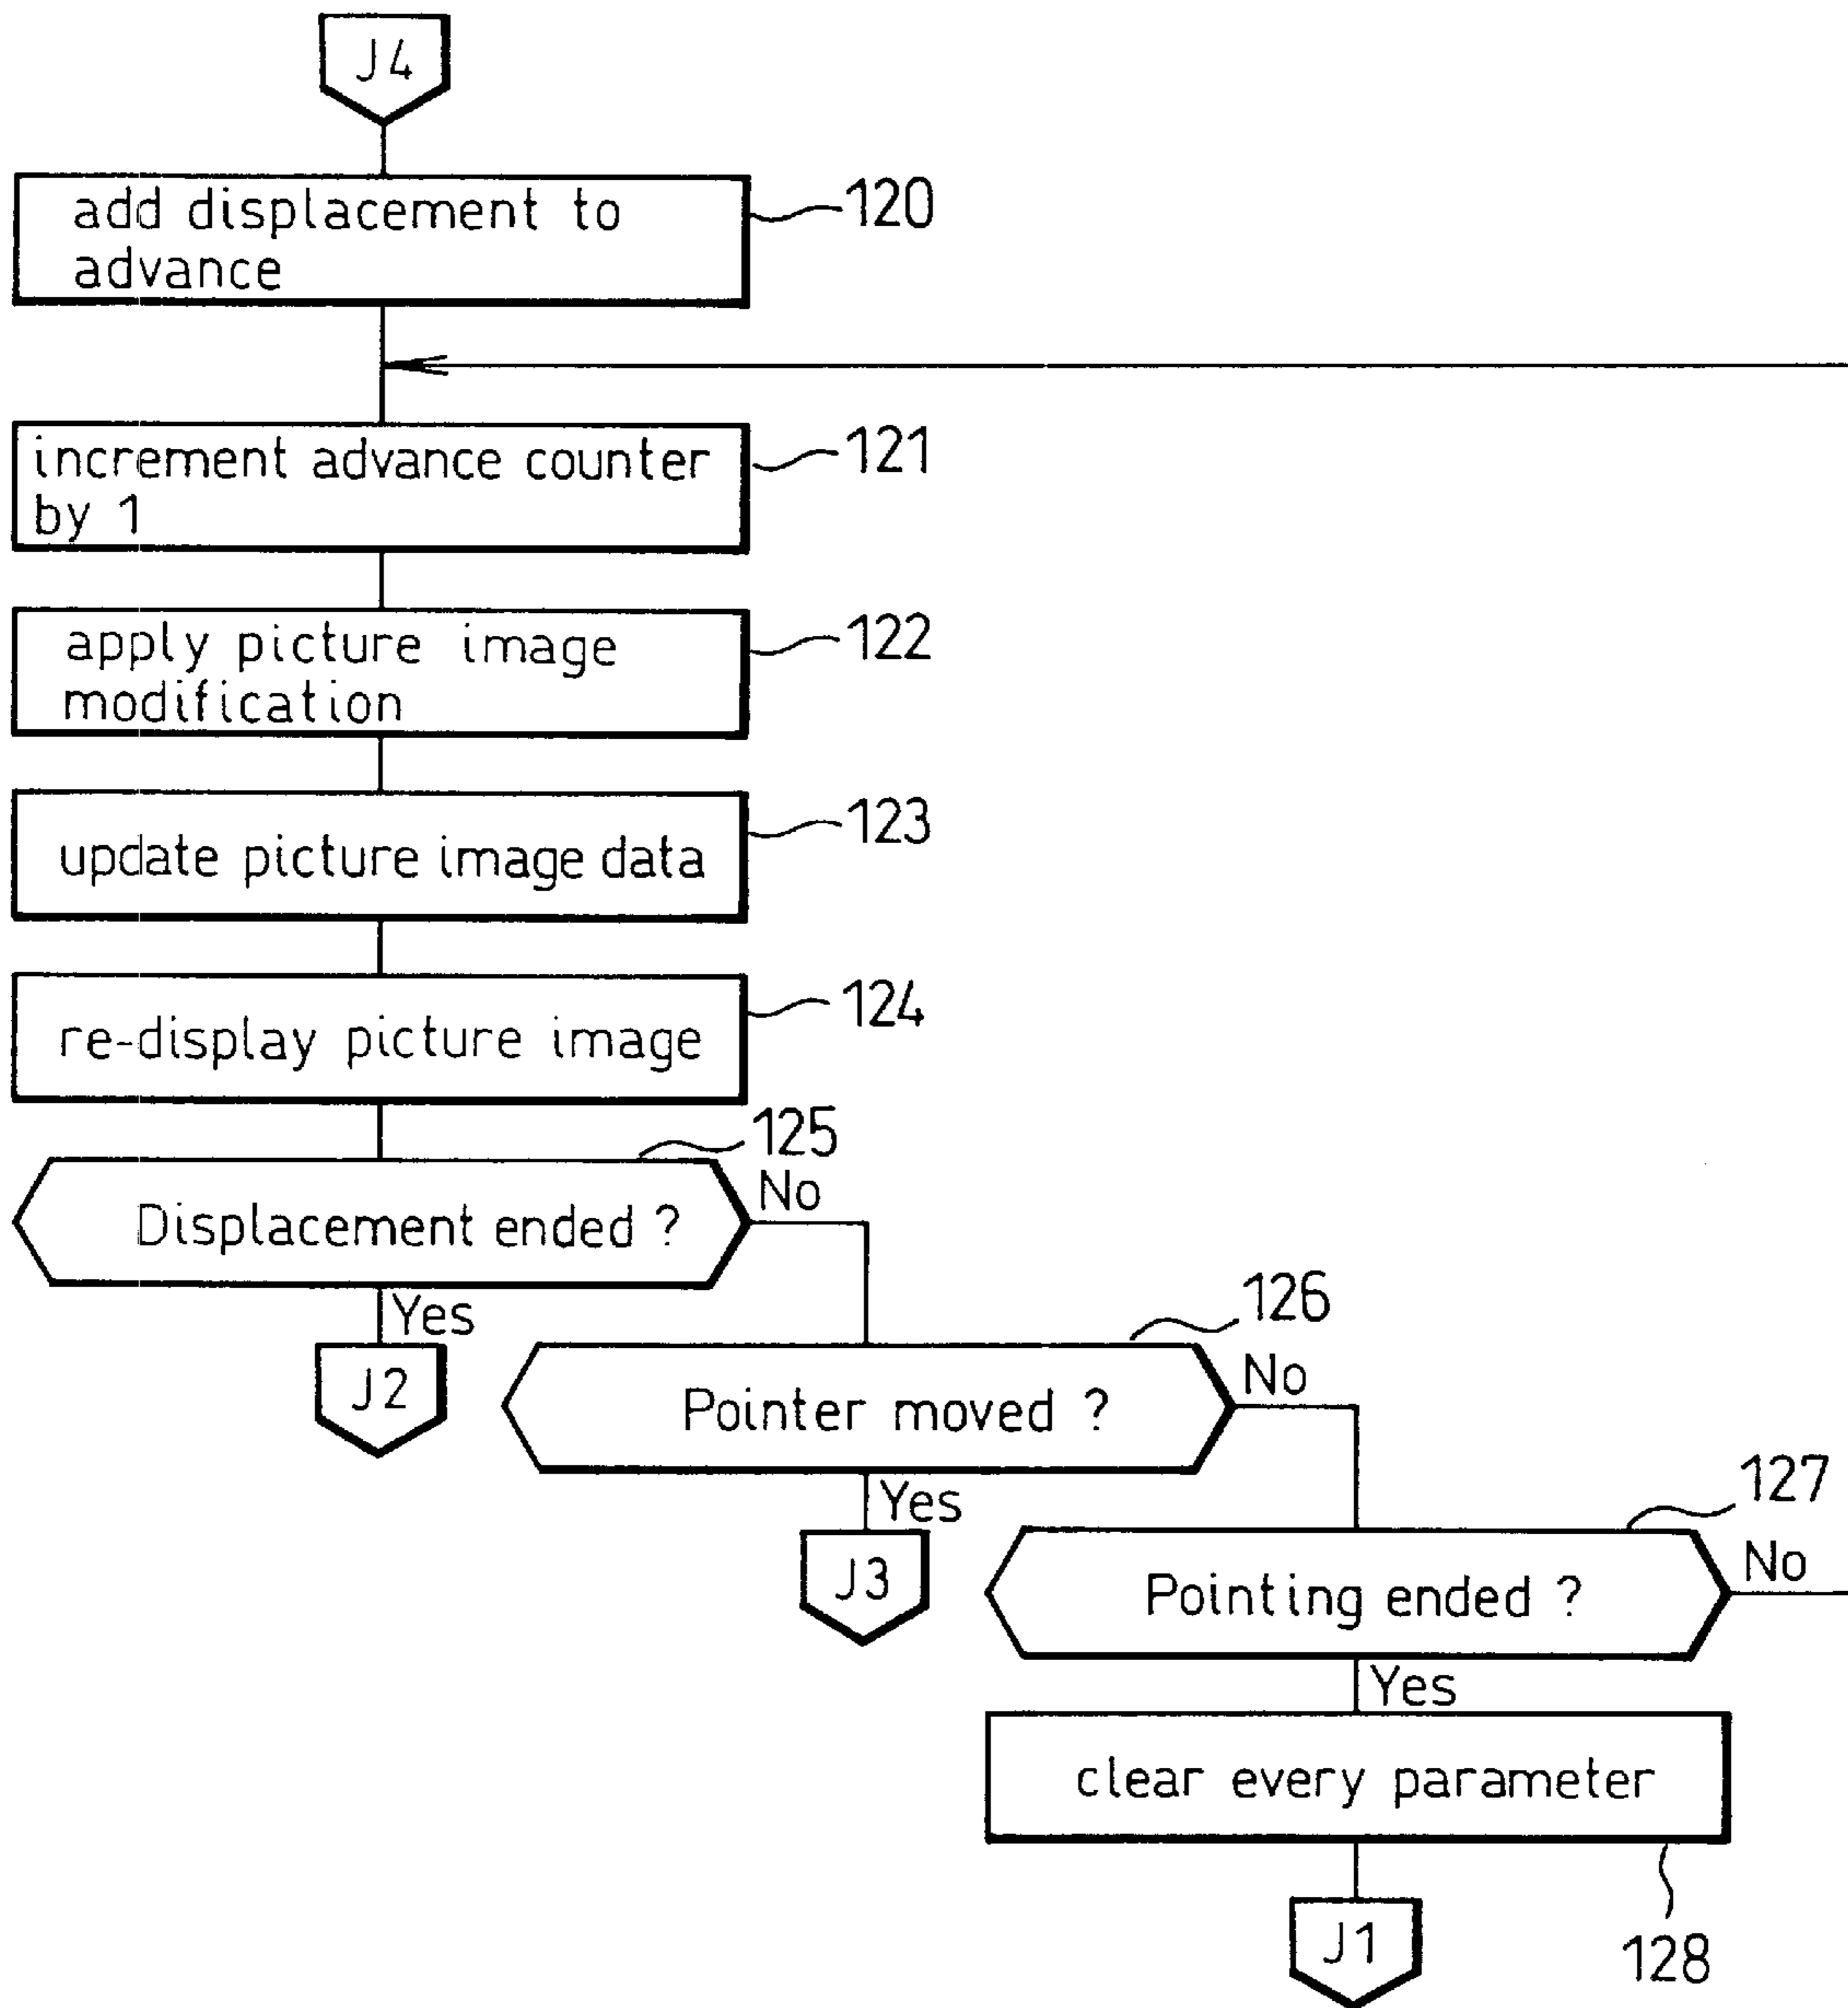 J4
add displacement to
advance
120
increment advance counter
by 1
121
apply picture image
modification
122
update picture image data
123
re-display picture image
124
125
Displacement ended ?
No
Yes
J2
126
Pointer moved ?
No
Yes
J3
127
Pointing ended ?
No
Yes
clear every parameter
128
J1